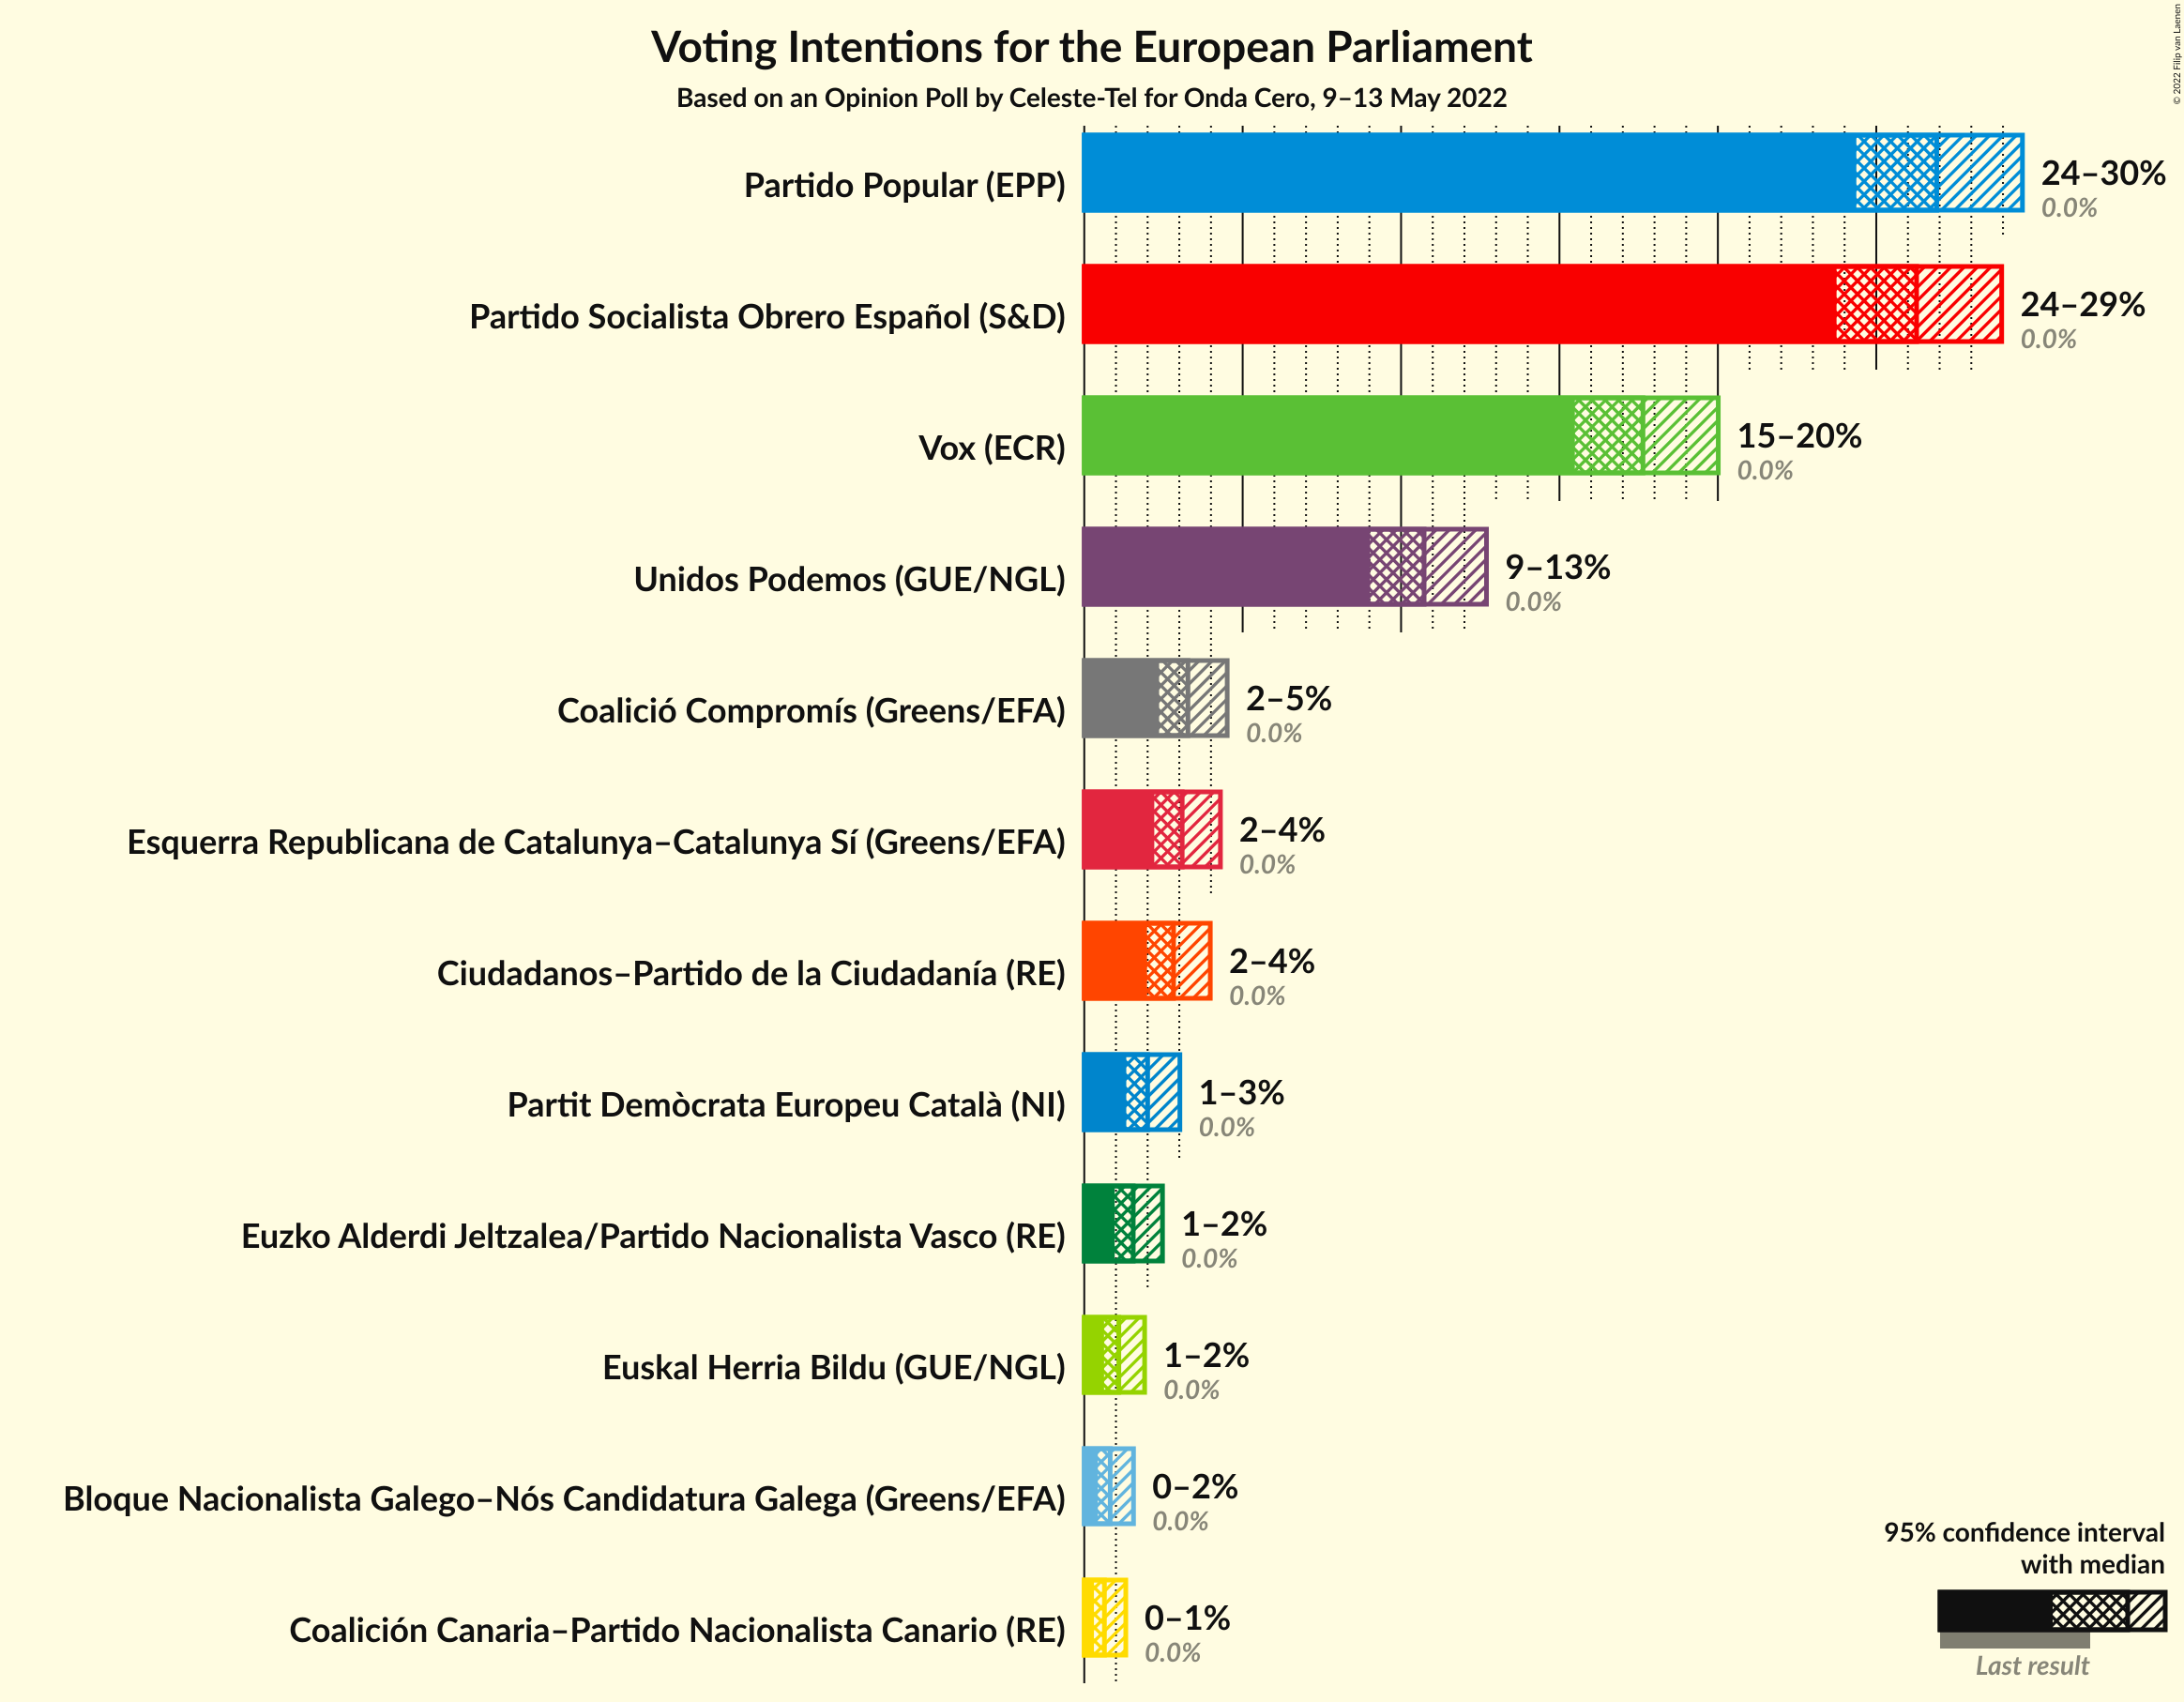 Voting Intentions for the European Parliament
Based on an Opinion Poll by Celeste-Tel for Onda Cero, 9–13 May 2022
© 2022 Filip van Laenen
Partido Popular (EPP)
24–30%
0.0%
Partido Socialista Obrero Español (S&D)
24–29%
0.0%
Vox (ECR)
15–20%
0.0%
Unidos Podemos (GUE/NGL)
9–13%
0.0%
Coalició Compromís (Greens/EFA)
2–5%
0.0%
Esquerra Republicana de Catalunya–Catalunya Sí (Greens/EFA)
2–4%
0.0%
Ciudadanos–Partido de la Ciudadanía (RE)
2–4%
0.0%
Partit Demòcrata Europeu Català (NI)
1–3%
0.0%
Euzko Alderdi Jeltzalea/Partido Nacionalista Vasco (RE)
1–2%
0.0%
Euskal Herria Bildu (GUE/NGL)
1–2%
0.0%
Bloque Nacionalista Galego–Nós Candidatura Galega (Greens/EFA)
0–2%
0.0%
Coalición Canaria–Partido Nacionalista Canario (RE)
0–1%
0.0%
95% confidence interval
with median
Last result